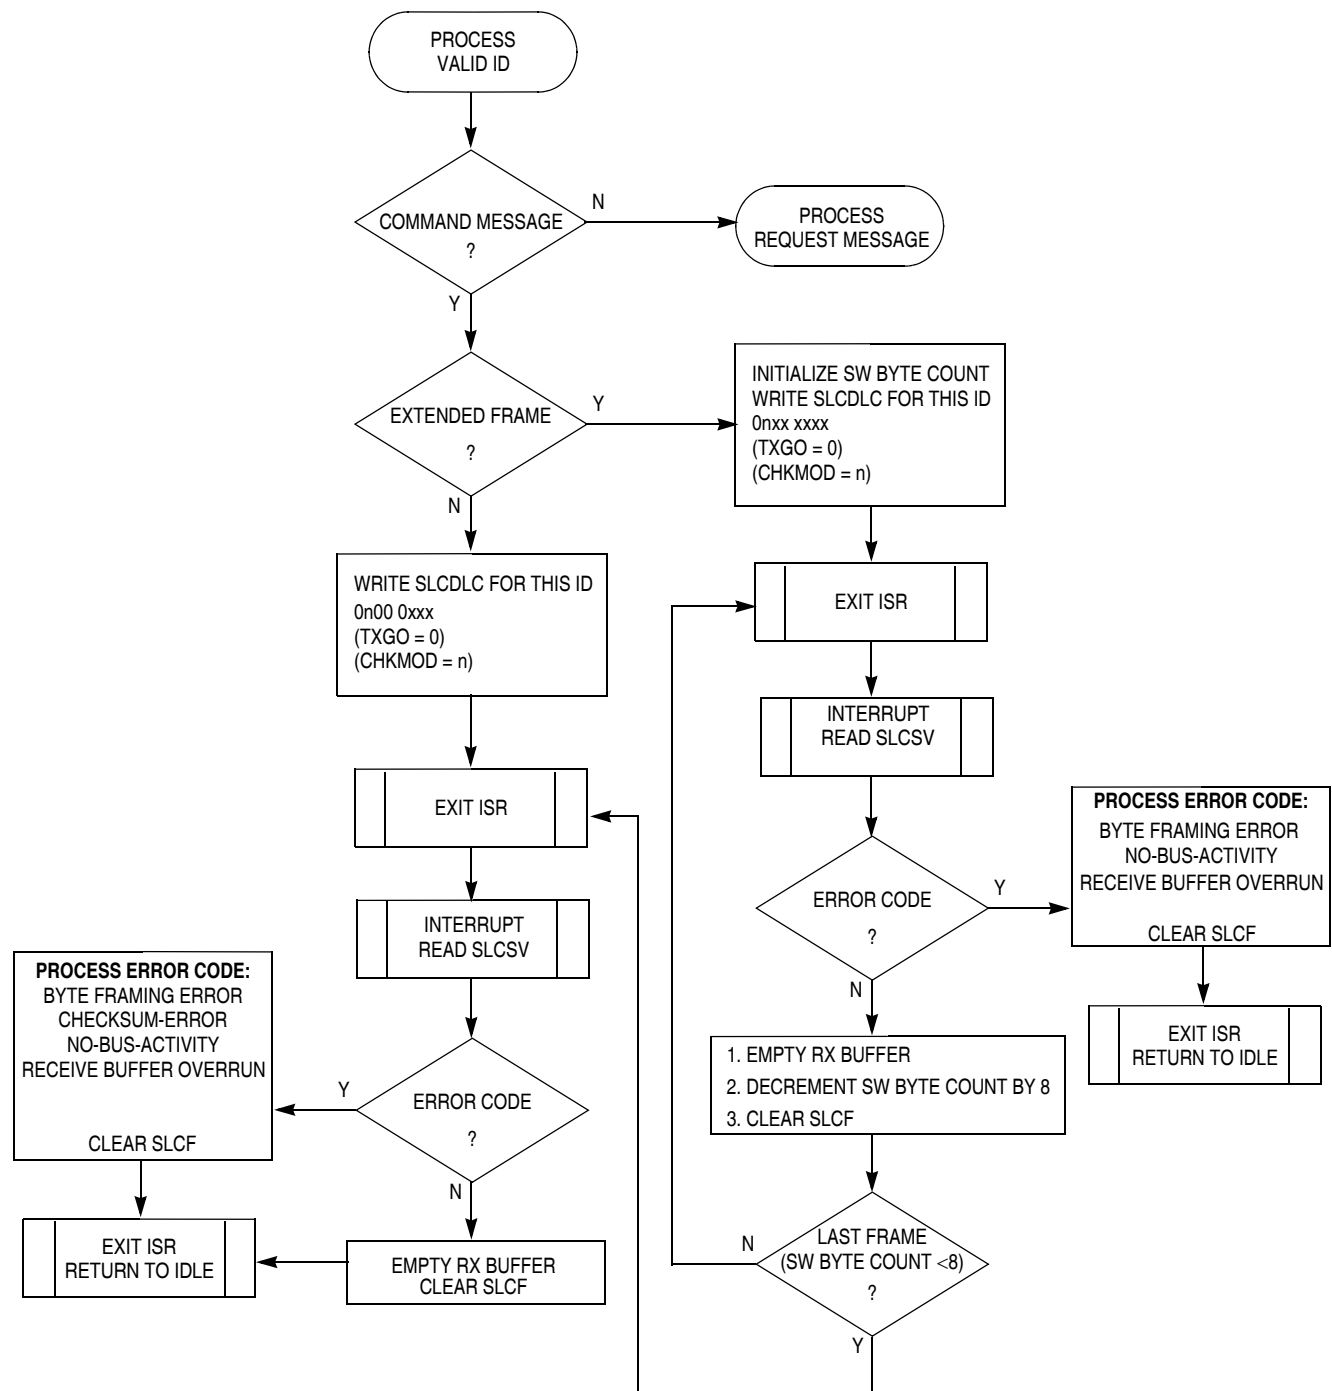 PROCESS
VALID ID
COMMAND MESSAGE
?
N
PROCESS
REQUEST MESSAGE
Y
EXTENDED FRAME
?
Y
INITIALIZE SW BYTE COUNT
WRITE SLCDLC FOR THIS ID
0nxx xxxx
(TXGO = 0)
(CHKMOD = n)
N
WRITE SLCDLC FOR THIS ID
0n00 0xxx
(TXGO = 0)
(CHKMOD = n)
EXIT ISR
INTERRUPT
READ SLCSV
EXIT ISR
INTERRUPT
READ SLCSV
ERROR CODE
?
Y
PROCESS ERROR CODE:
BYTE FRAMING ERROR
NO-BUS-ACTIVITY
RECEIVE BUFFER OVERRUN
CLEAR SLCF
EXIT ISR
RETURN TO IDLE
N
1. EMPTY RX BUFFER
2. DECREMENT SW BYTE COUNT BY 8
3. CLEAR SLCF
PROCESS ERROR CODE:
BYTE FRAMING ERROR
CHECKSUM-ERROR
NO-BUS-ACTIVITY
RECEIVE BUFFER OVERRUN
CLEAR SLCF
Y
ERROR CODE
?
N
EXIT ISR
RETURN TO IDLE
EMPTY RX BUFFER
CLEAR SLCF
N
LAST FRAME
(SW BYTE COUNT <8)
?
Y